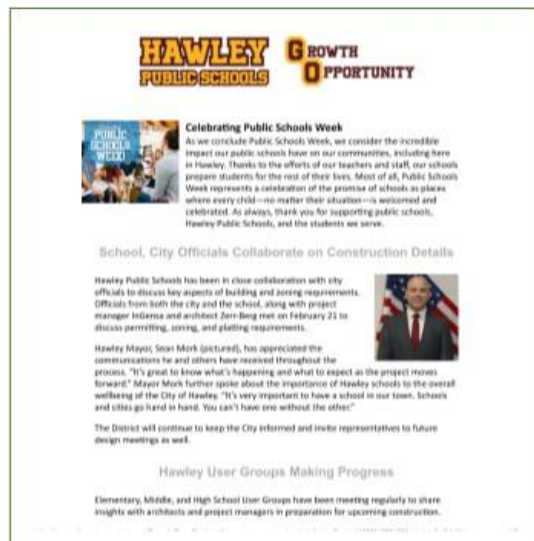 HAWLEY
PUBLIC SCHOOLS
GROWTH
OPPORTUNITY
PUBLIC
SCHOOLS
WEEK
Celebrating Public Schools Week
As we conclude Public Schools Week, we consider the incredible
impact our public schools have on our communities, including here
in Hawley. Thanks to the efforts of our teachers and staff, our schools
prepare students for the rest of their lives. Most of all, Public Schools
Week represents a celebration of the promise of schools as places
where every child—no matter their situation—is welcomed and
celebrated. As always, thank you for supporting public schools,
Hawley Public Schools, and the students we serve.
School, City Officials Collaborate on Construction Details
Hawley Public Schools has been in close collaboration with city
officials to discuss key aspects of building and zoning requirements.
Officials from both the city and the school, along with project
manager InGensa and architect Zerr-Berg met on February 21 to
discuss permitting, zoning, and platting requirements.
Hawley Mayor, Sean Mork (pictured), has appreciated the
communications he and others have received throughout the
process. "It's great to know what's happening and what to expect as the project moves
forward." Mayor Mork further spoke about the importance of Hawley schools to the overall
wellbeing of the City of Hawley. "It's very important to have a school in our town. Schools
and cities go hand in hand. You can't have one without the other."
The District will continue to keep the City informed and invite representatives to future
design meetings as well.
Hawley User Groups Making Progress
Elementary, Middle, and High School User Groups have been meeting regularly to share
insights with architects and project managers in preparation for upcoming construction.